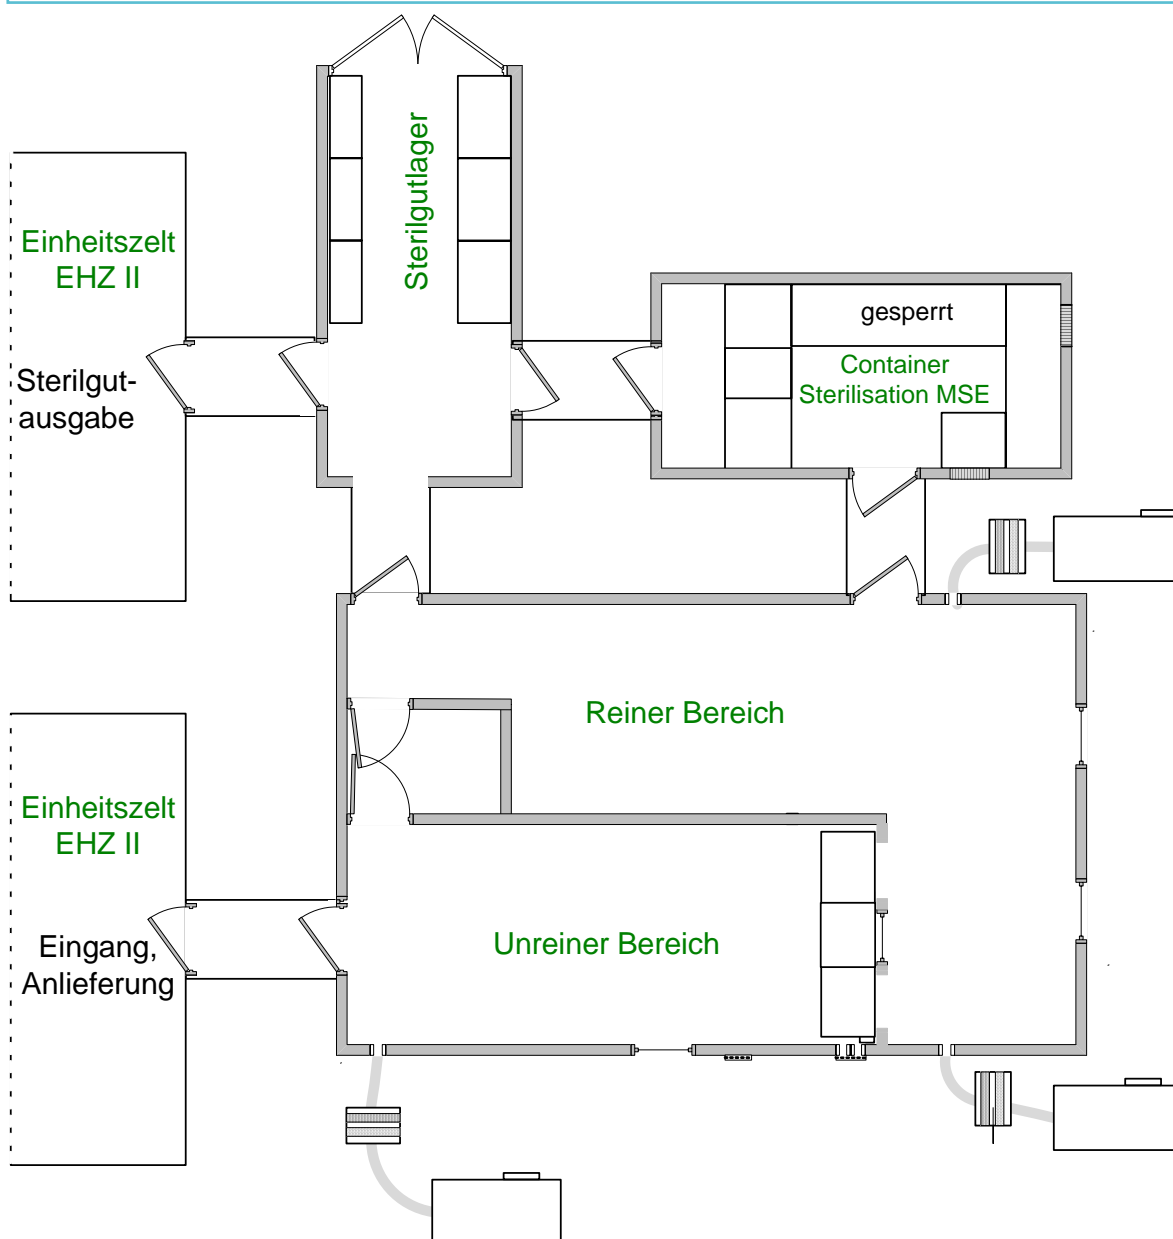 Sterilgutlager
Einheitszelt
EHZ II
Sterilgut-
ausgabe
gesperrt
Container
Sterilisation MSE
Reiner Bereich
Einheitszelt
EHZ II
Eingang,
Anlieferung
Unreiner Bereich